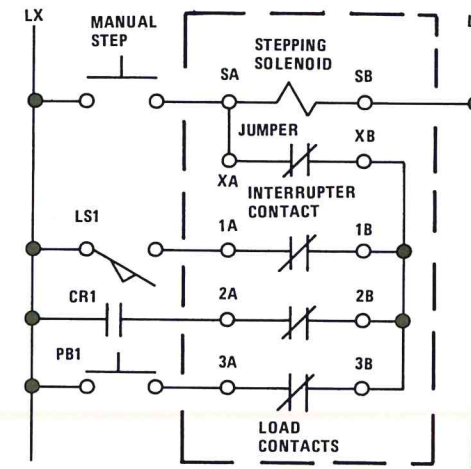 LX
MANUAL
STEP
STEPPING
SOLENOID
SA
SB
JUMPER
XB
XA
INTERRUPTER
CONTACT
LS1
1A
1B
CR1
2A
2B
PB1
3A
3B
LOAD
CONTACTS